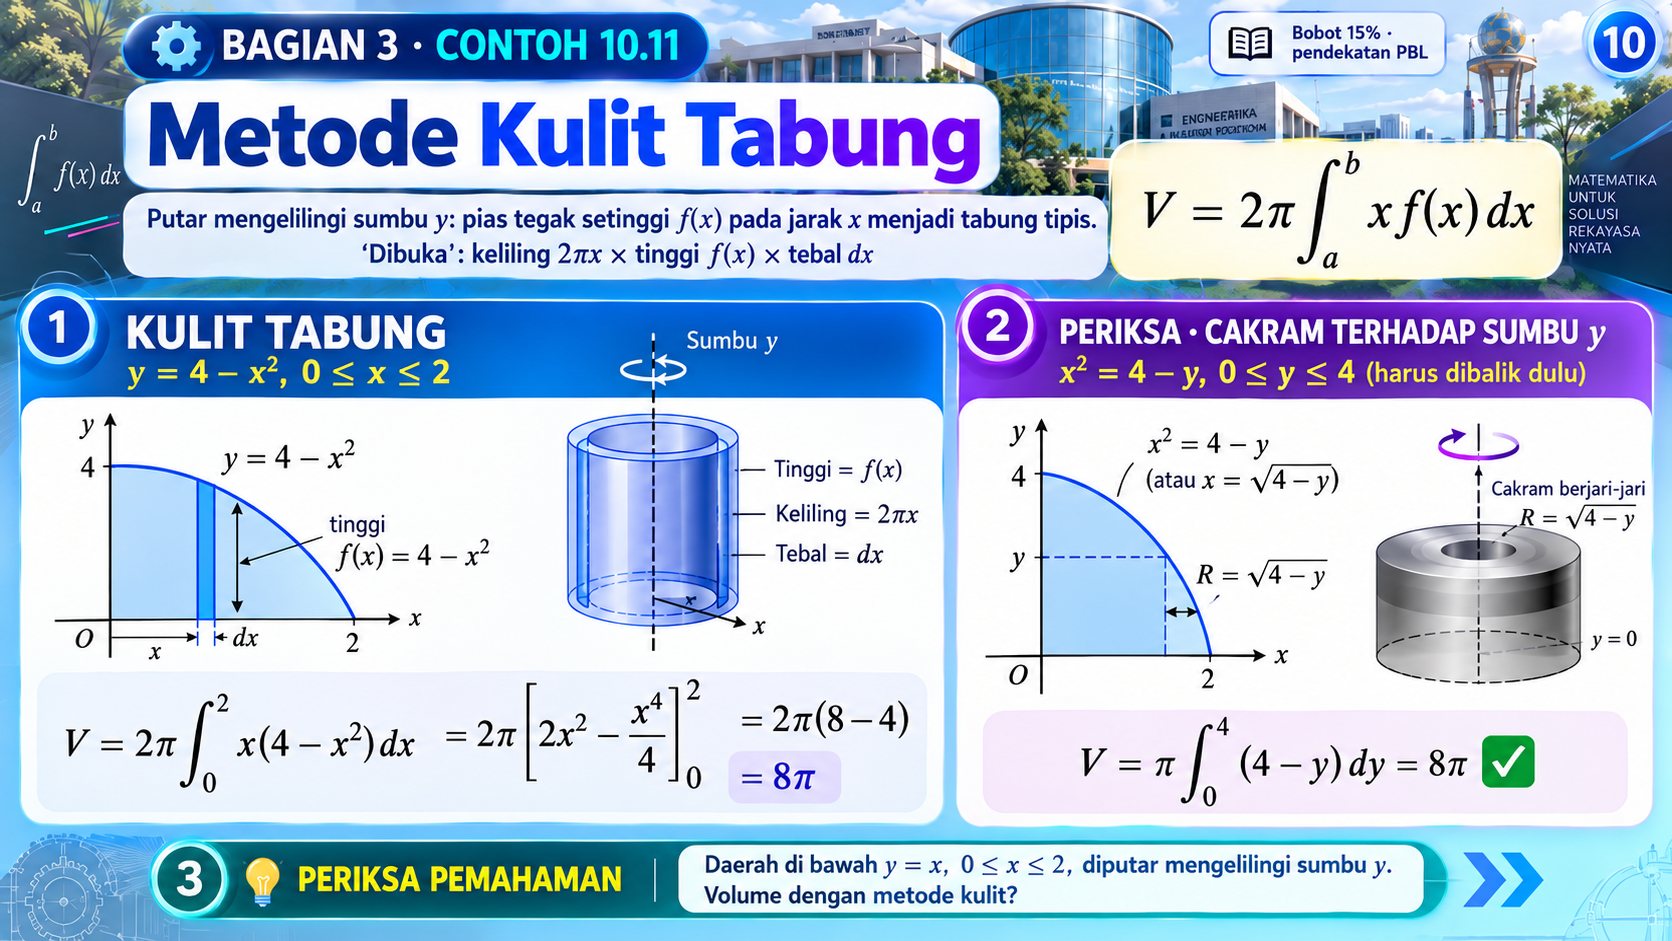 BAGIAN 3 · CONTOH 10.11
Bobot 15% ·
pendekatan PBL
10
Metode Kulit Tabung
∫_a^b f(x) dx
Putar mengelilingi sumbu y: pias tegak setinggi f(x) pada jarak x menjadi tabung tipis.
‘Dibuka’: keliling 2πx × tinggi f(x) × tebal dx
V = 2π ∫_a^b x f(x) dx
MATEMATIKA
UNTUK
SOLUSI
REKAYASA
NYATA
1
KULIT TABUNG
y = 4 − x², 0 ≤ x ≤ 2
Sumbu y
y
4
y = 4 − x²
tinggi
f(x) = 4 − x²
O
x
dx
2
x
Tinggi = f(x)
Keliling = 2πx
Tebal = dx
x
x
V = 2π ∫_0^2 x(4 − x²) dx = 2π [2x² − x⁴/4]_0^2 = 2π(8 − 4)
= 8π
2
PERIKSA · CAKRAM TERHADAP SUMBU y
x² = 4 − y, 0 ≤ y ≤ 4 (harus dibalik dulu)
y
4
x² = 4 − y
(atau x = √(4 − y))
y
R = √(4 − y)
O
2
x
Cakram berjari-jari
R = √(4 − y)
y = 0
V = π ∫_0^4 (4 − y) dy = 8π
3
PERIKSA PEMAHAMAN
Daerah di bawah y = x, 0 ≤ x ≤ 2, diputar mengelilingi sumbu y.
Volume dengan metode kulit?